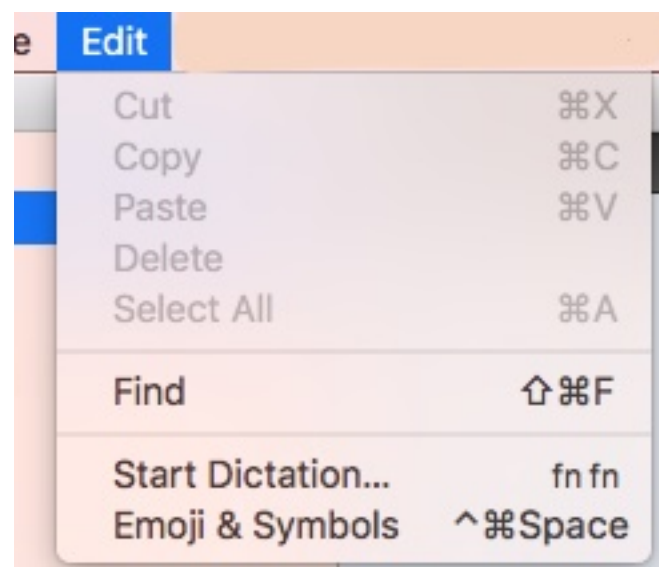 e Edit
Cut ⌘X
Copy ⌘C
Paste ⌘V
Delete
Select All ⌘A
Find ⇧⌘F
Start Dictation... fn fn
Emoji & Symbols ^⌘Space